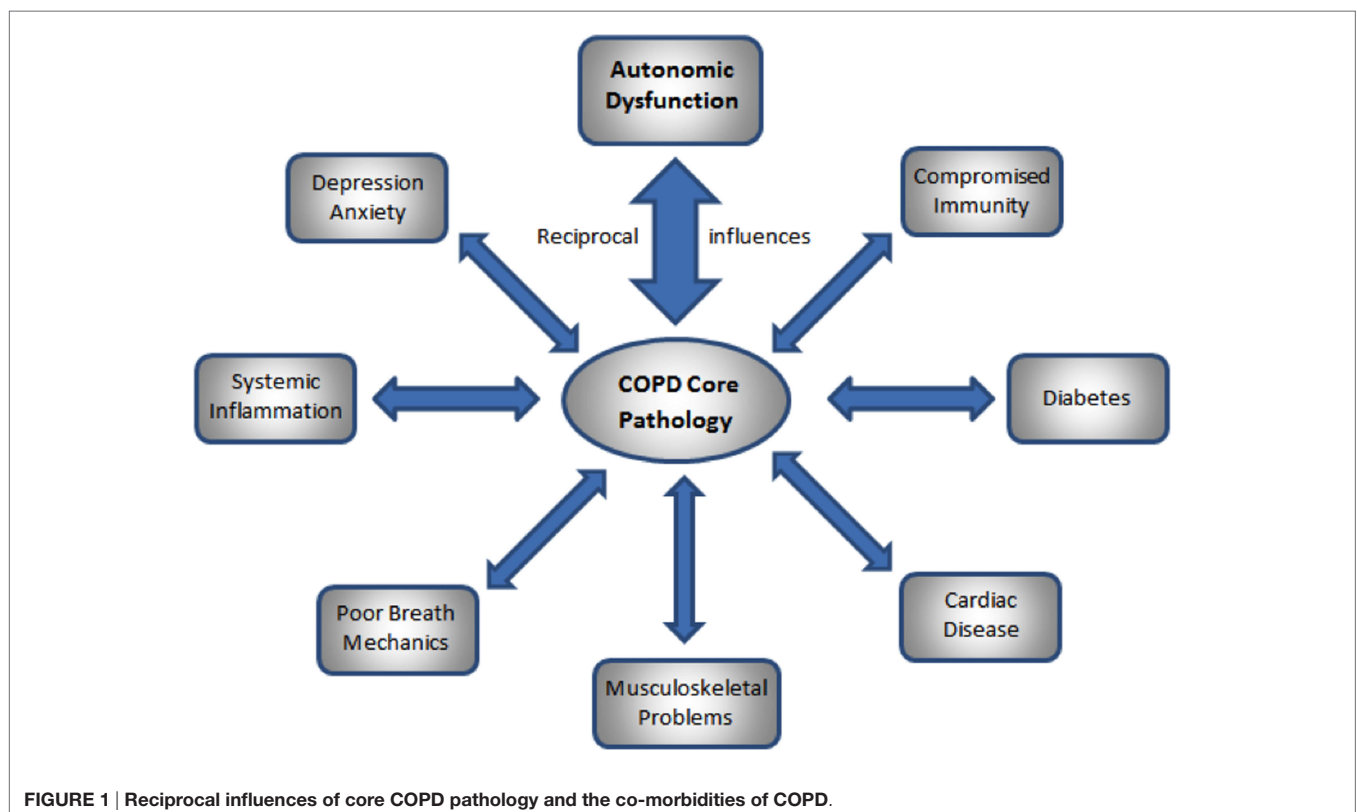 Autonomic
Dysfunction
Depression
Anxiety
Compromised
Immunity
Reciprocal influences
Systemic
Inflammation
COPD Core
Pathology
Diabetes
Poor Breath
Mechanics
Cardiac
Disease
Musculoskeletal
Problems
FIGURE 1 | Reciprocal influences of core COPD pathology and the co-morbidities of COPD.